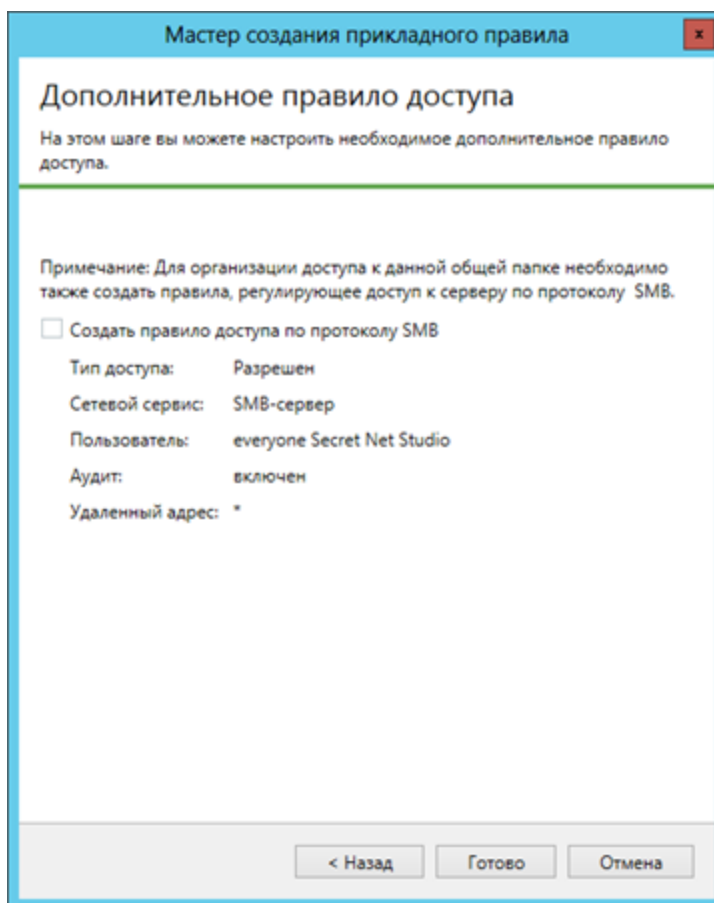 Мастер создания прикладного правила
x
Дополнительное правило доступа
На этом шаге вы можете настроить необходимое дополнительное правило
доступа.
Примечание: Для организации доступа к данной общей папке необходимо
также создать правила, регулирующее доступ к серверу по протоколу SMB.
Создать правило доступа по протоколу SMB
Тип доступа: Разрешен
Сетевой сервис: SMB-сервер
Пользователь: everyone Secret Net Studio
Аудит: включен
Удаленный адрес: *
< Назад Готово Отмена